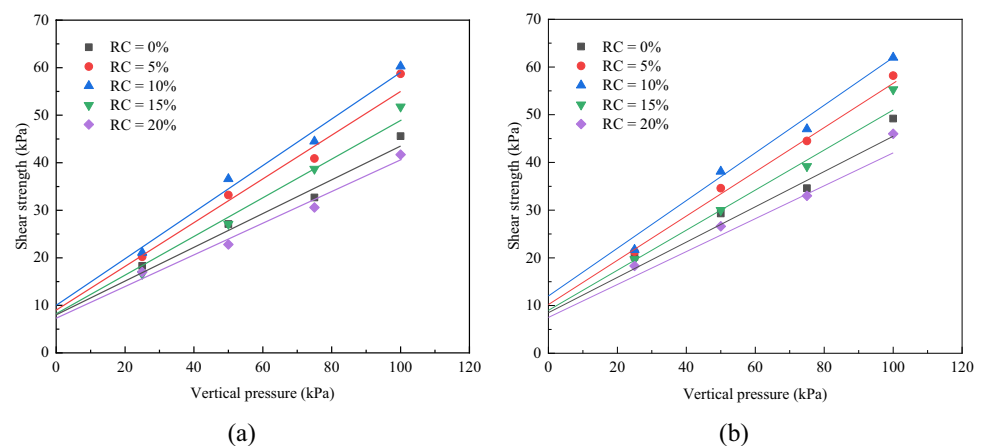 70
60
50
40
30
20
10
0
Shear strength (kPa)
RC = 0%
RC = 5%
RC = 10%
RC = 15%
RC = 20%
0 20 40 60 80 100 120
Vertical pressure (kPa)
(a)
70
60
50
40
30
20
10
0
Shear strength (kPa)
RC = 0%
RC = 5%
RC = 10%
RC = 15%
RC = 20%
0 20 40 60 80 100 120
Vertical pressure (kPa)
(b)